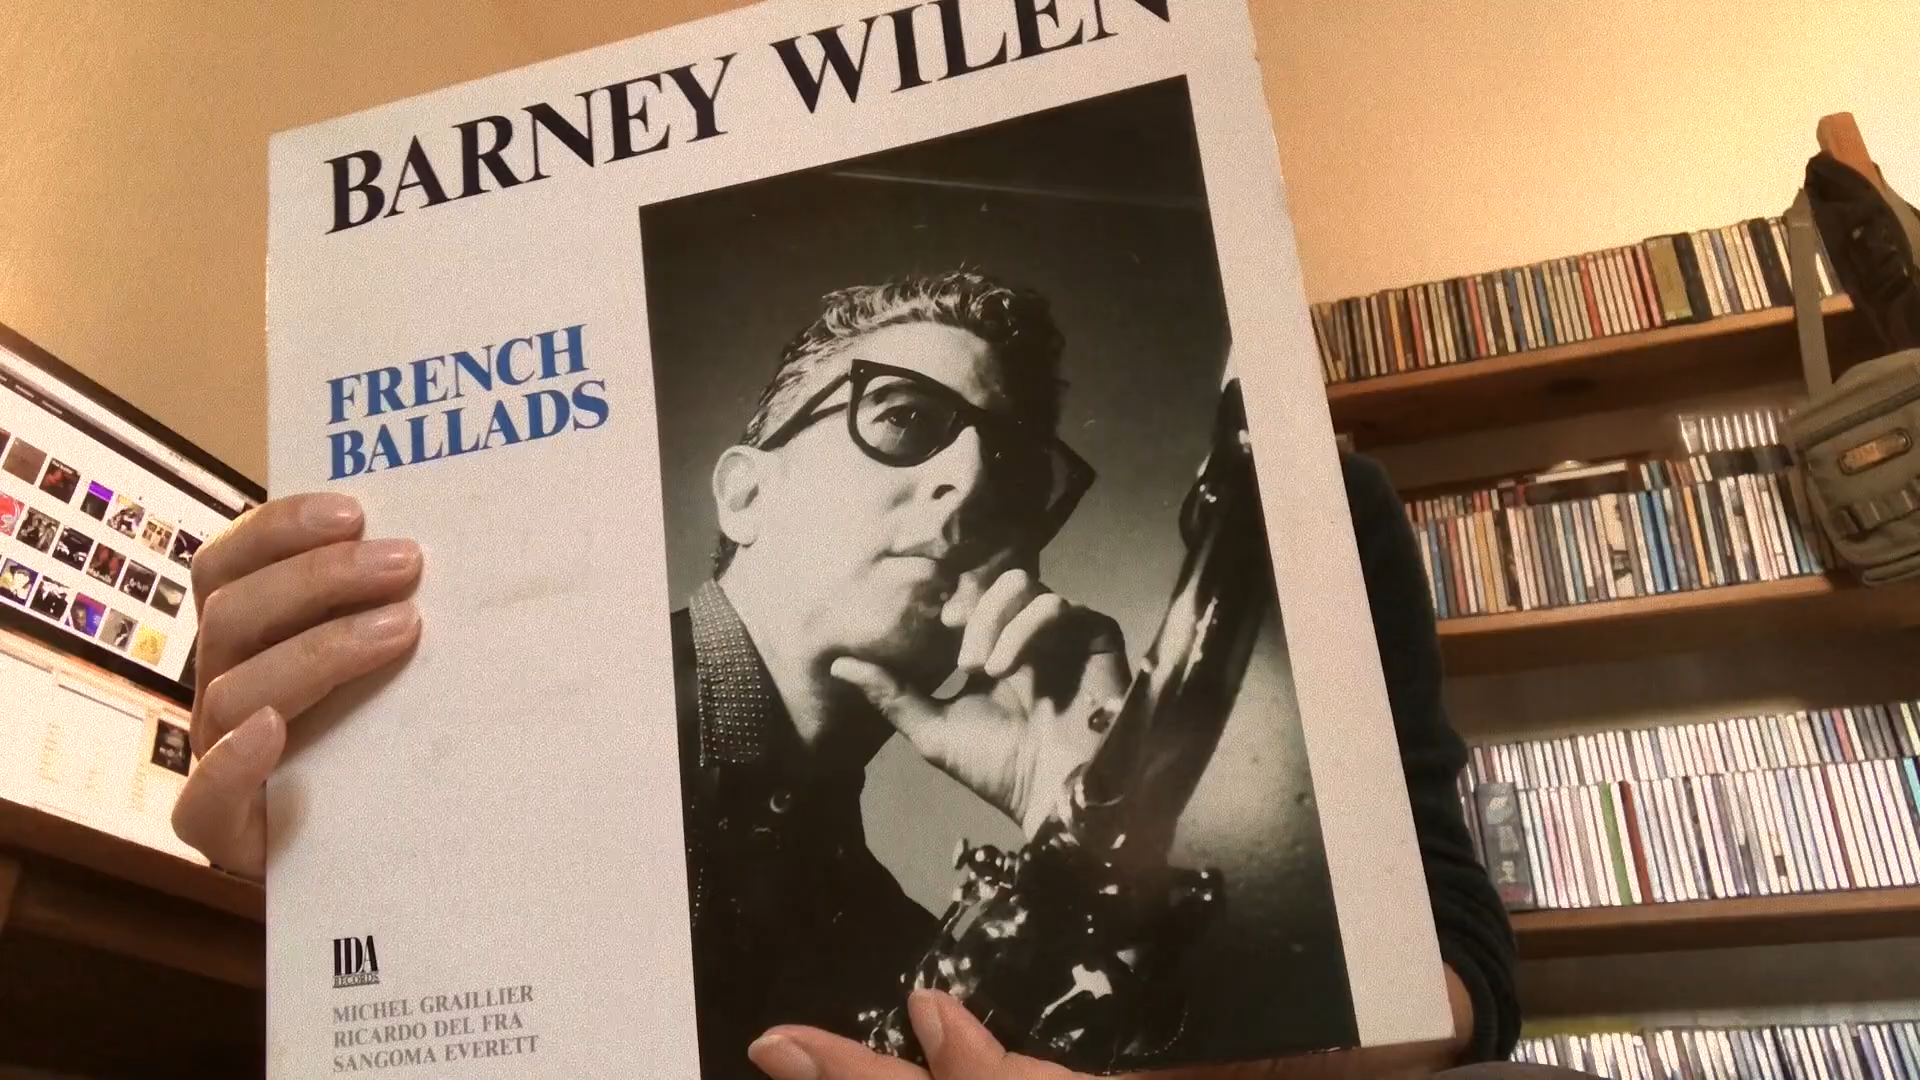 BARNEY WILEN
FRENCH
BALLADS
IDA
RECORDS
MICHEL GRAILLIER
RICARDO DEL FRA
SANGOMA EVERETT